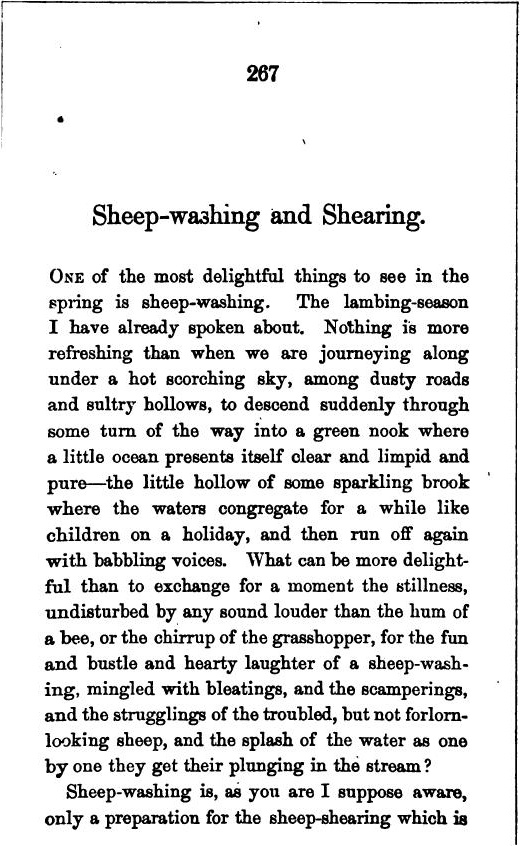 267
Sheep-washing and Shearing.
ONE of the most delightful things to see in the
spring is sheep-washing. The lambing-season
I have already spoken about. Nothing is more
refreshing than when we are journeying along
under a hot scorching sky, among dusty roads
and sultry hollows, to descend suddenly through
some turn of the way into a green nook where
a little ocean presents itself clear and limpid and
pure—the little hollow of some sparkling brook
where the waters congregate for a while like
children on a holiday, and then run off again
with babbling voices. What can be more delight-
ful than to exchange for a moment the stillness,
undisturbed by any sound louder than the hum of
a bee, or the chirrup of the grasshopper, for the fun
and bustle and hearty laughter of a sheep-wash-
ing, mingled with bleatings, and the scamperings,
and the strugglings of the troubled, but not forlorn-
looking sheep, and the splash of the water as one
by one they get their plunging in the stream?
Sheep-washing is, as you are I suppose aware,
only a preparation for the sheep-shearing which is